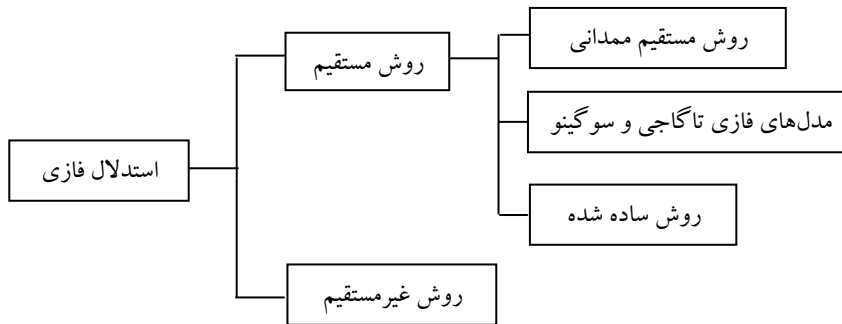 استدلال فازی
روش مستقیم
روش مستقیم ممدانی
مدل‌های فازی تاگاجی و سوگینو
روش ساده شده
روش غیرمستقیم